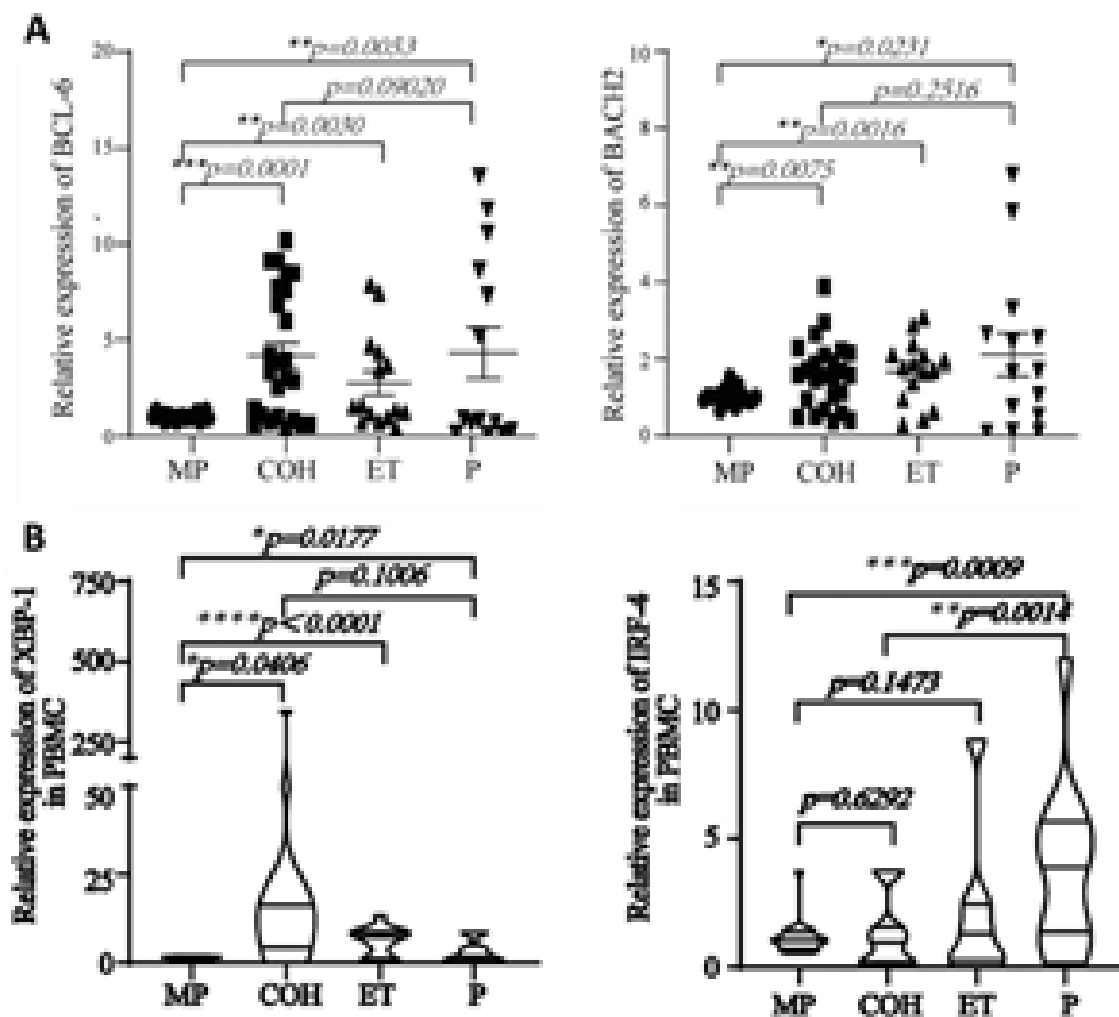 A
Relative expression of BCL-6
20
15
10
5
0
**p=0.0053
p=0.09020
**p=0.0030
***p=0.0001
MP COH ET P
Relative expression of BACH2
10
8
6
4
2
0
*p=0.0231
p=0.2516
**p=0.0016
**p=0.0075
MP COH ET P
B
Relative expression of XBP-1
in PBMC
750
500
250
50
25
0
*p=0.0177
p=0.1006
****p<0.0001
*p=0.0406
MP COH ET P
Relative expression of IRF-4
in PBMC
15
10
5
0
***p=0.0009
**p=0.0014
p=0.1473
p=0.6292
MP COH ET P